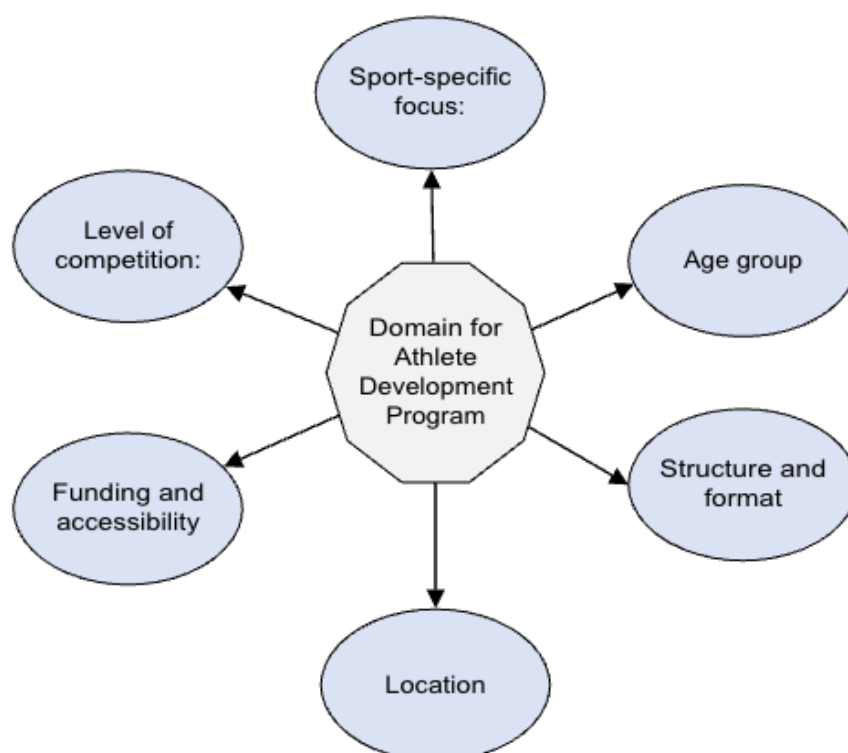 Sport-specific
focus:
Level of
competition:
Age group
Domain for
Athlete
Development
Program
Funding and
accessibility
Structure and
format
Location